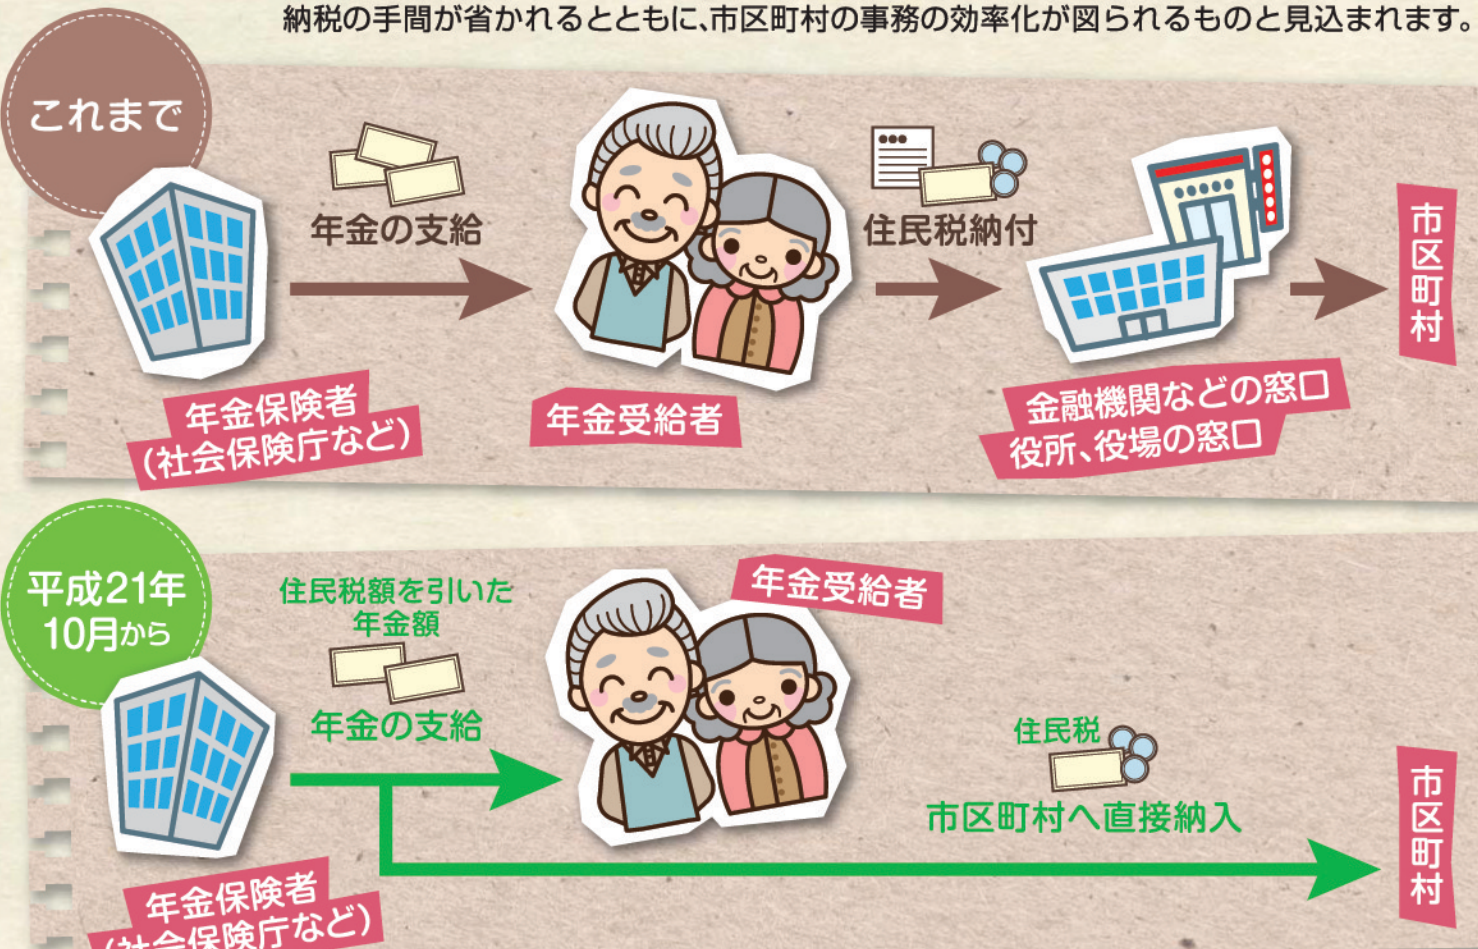 納税の手間が省かれるとともに、市区町村の事務の効率化が図られるものと見込まれます。
これまで
年金の支給
住民税納付
市区町村
年金保険者
(社会保険庁など)
年金受給者
金融機関などの窓口
役所、役場の窓口
平成21年
10月から
住民税額を引いた
年金額
年金の支給
年金受給者
住民税
市区町村へ直接納入
市区町村
年金保険者
(社会保険庁など)